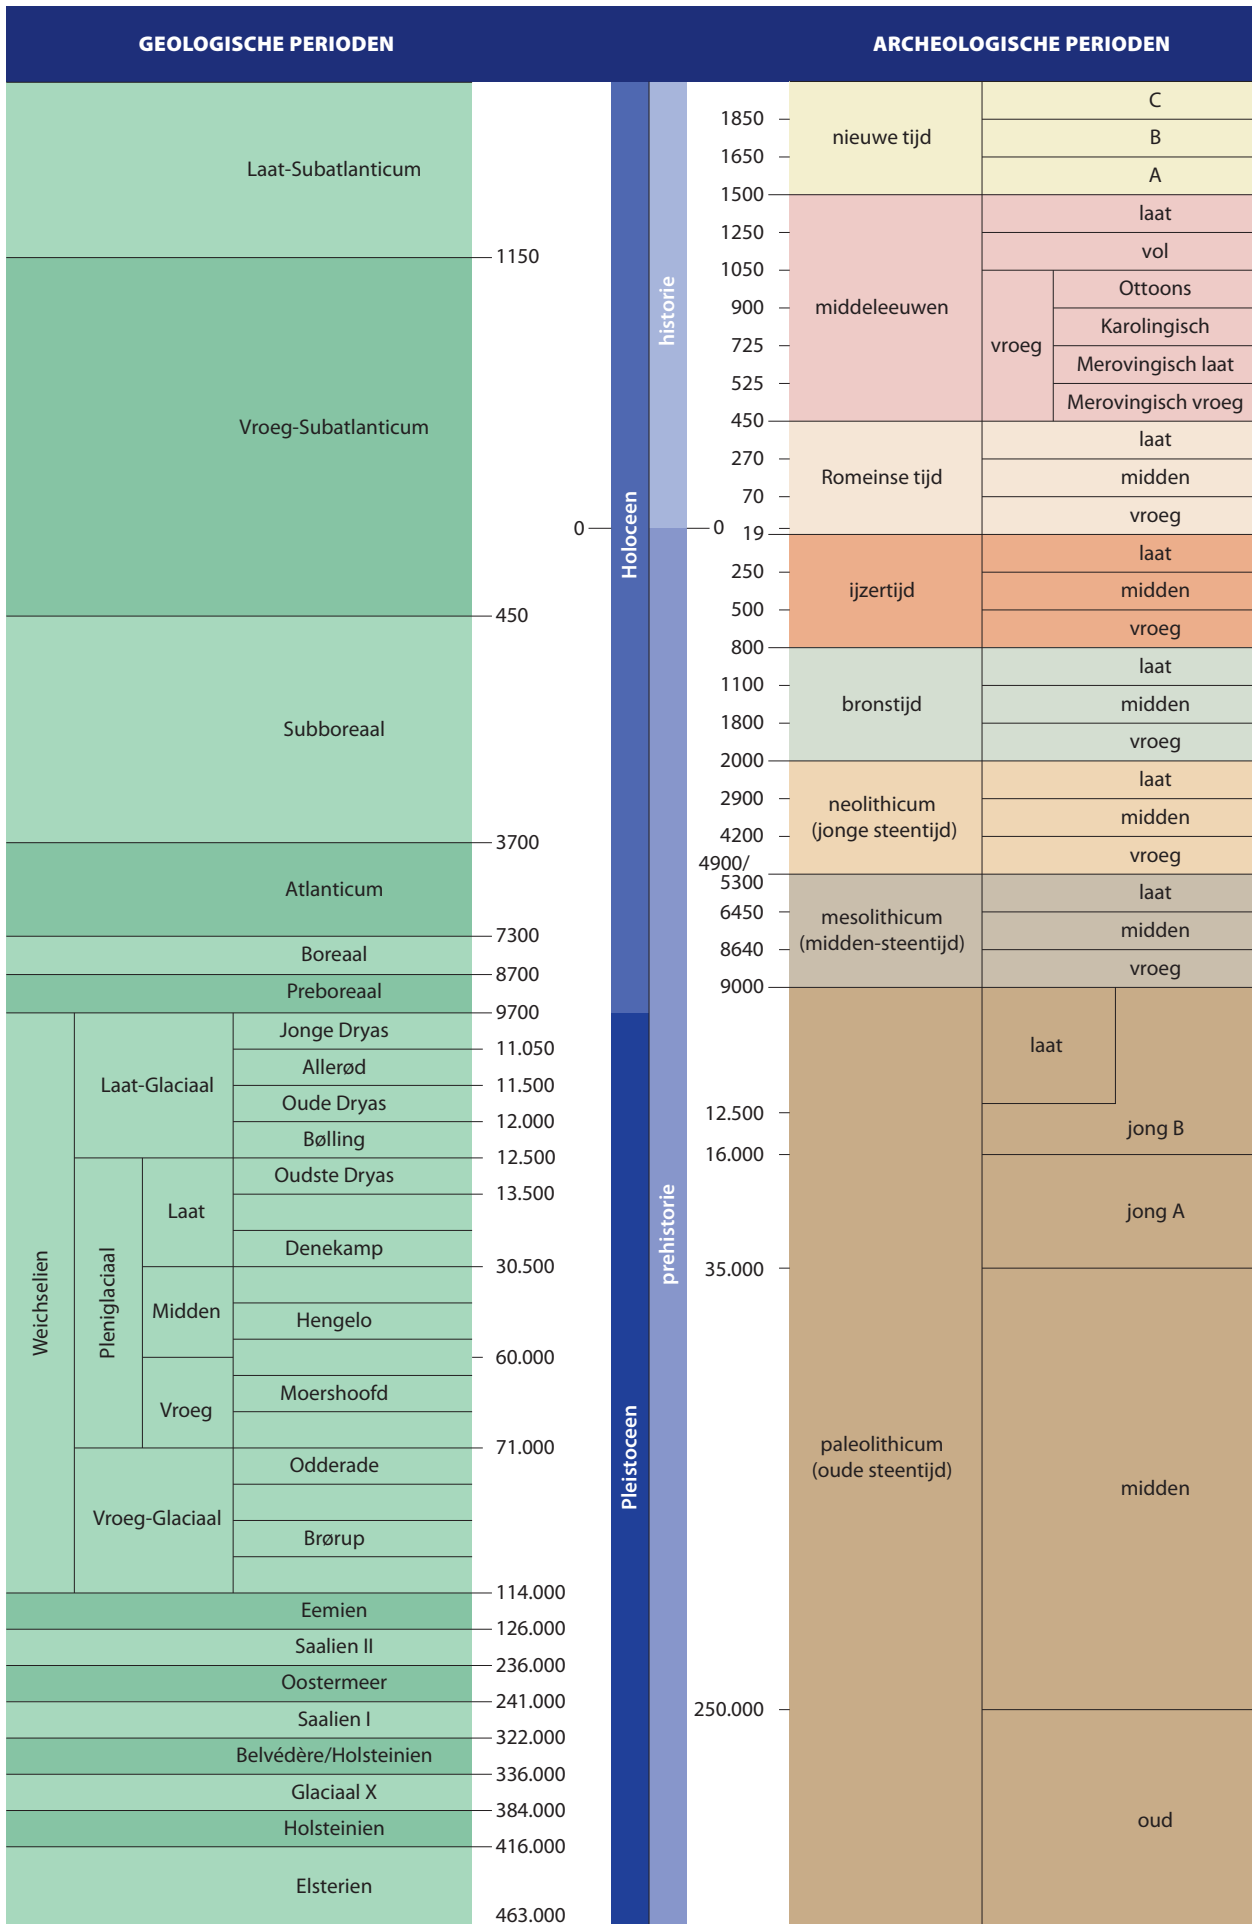 GEOLOGISCHE PERIODEN
ARCHEOLOGISCHE PERIODEN
Laat-Subatlanticum
1150
Vroeg-Subatlanticum
450
Subboreaal
3700
Atlanticum
7300
Boreaal
8700
Preboreaal
9700
Weichselien
Laat-Glaciaal
Jonge Dryas
11.050
Allerød
11.500
Oude Dryas
12.000
Bølling
12.500
Pleniglaciaal
Laat
Oudste Dryas
13.500
Denekamp
30.500
Midden
Hengelo
60.000
Vroeg
Moershoofd
71.000
Vroeg-Glaciaal
Odderade
Brørup
114.000
Eemien
126.000
Saalien II
236.000
Oostermeer
241.000
Saalien I
322.000
Belvédère/Holsteinien
336.000
Glaciaal X
384.000
Holsteinien
416.000
Elsterien
463.000
0
Holoceen
Pleistoceen
historie
prehistorie
0
nieuwe tijd
C
1850
B
1650
A
1500
middeleeuwen
laat
1250
vol
1050
vroeg
Ottoons
900
Karolingisch
725
Merovingisch laat
525
Merovingisch vroeg
450
Romeinse tijd
laat
270
midden
70
vroeg
19
ijzertijd
laat
250
midden
500
vroeg
800
bronstijd
laat
1100
midden
1800
vroeg
2000
neolithicum
(jonge steentijd)
laat
2900
midden
4200
vroeg
4900/
5300
mesolithicum
(midden-steentijd)
laat
6450
midden
8640
vroeg
9000
paleolithicum
(oude steentijd)
laat
12.500
jong B
16.000
jong A
35.000
midden
250.000
oud